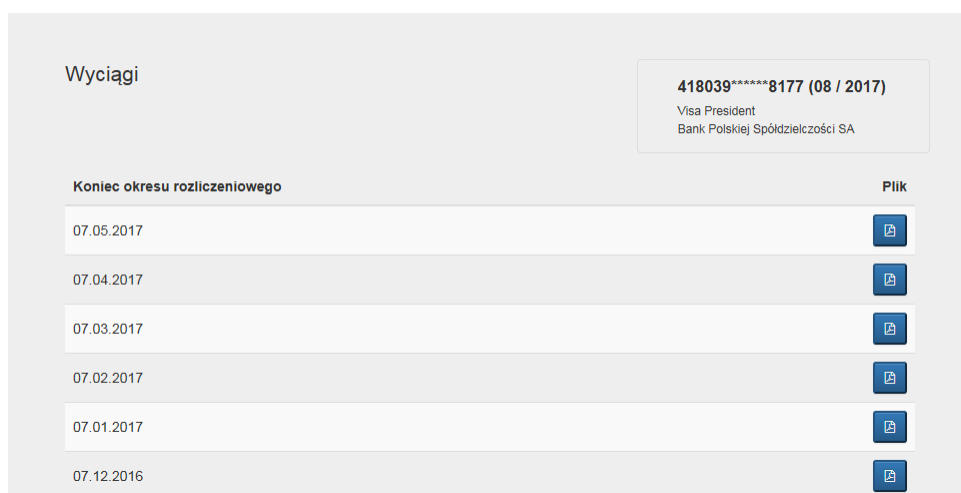 Wyciągi
418039******8177 (08 / 2017)
Visa President
Bank Polskiej Spółdzielczości SA
Koniec okresu rozliczeniowego Plik
07.05.2017
07.04.2017
07.03.2017
07.02.2017
07.01.2017
07.12.2016